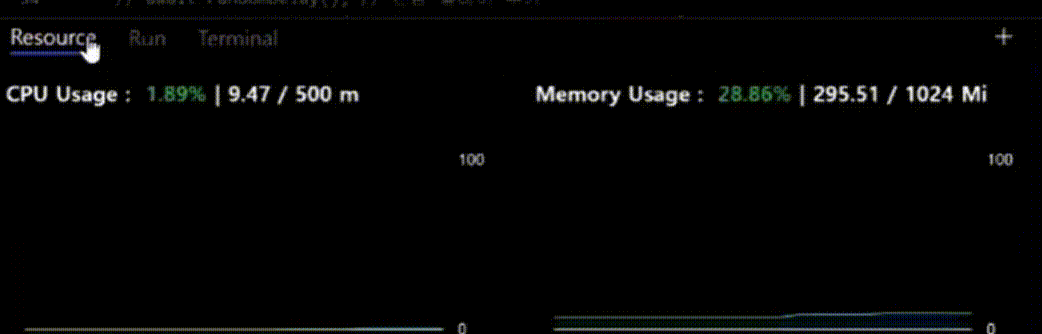 Resource Run Terminal +
CPU Usage : 1.89% | 9.47 / 500 m
Memory Usage : 28.86% | 295.51 / 1024 Mi
100
100
0
0